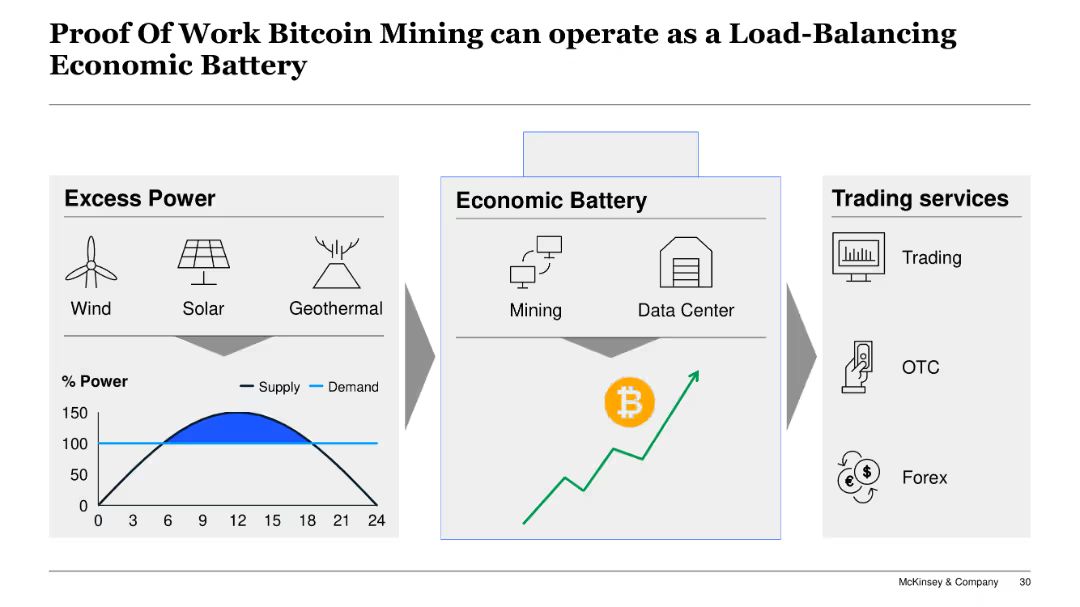 Proof Of Work Bitcoin Mining can operate as a Load-Balancing
Economic Battery
Excess Power
Wind
Solar
Geothermal
% Power
Supply
Demand
150
100
50
0
0 3 6 9 12 15 18 21 24
Economic Battery
Mining
Data Center
₿
Trading services
Trading
OTC
€ $
Forex
McKinsey & Company 30